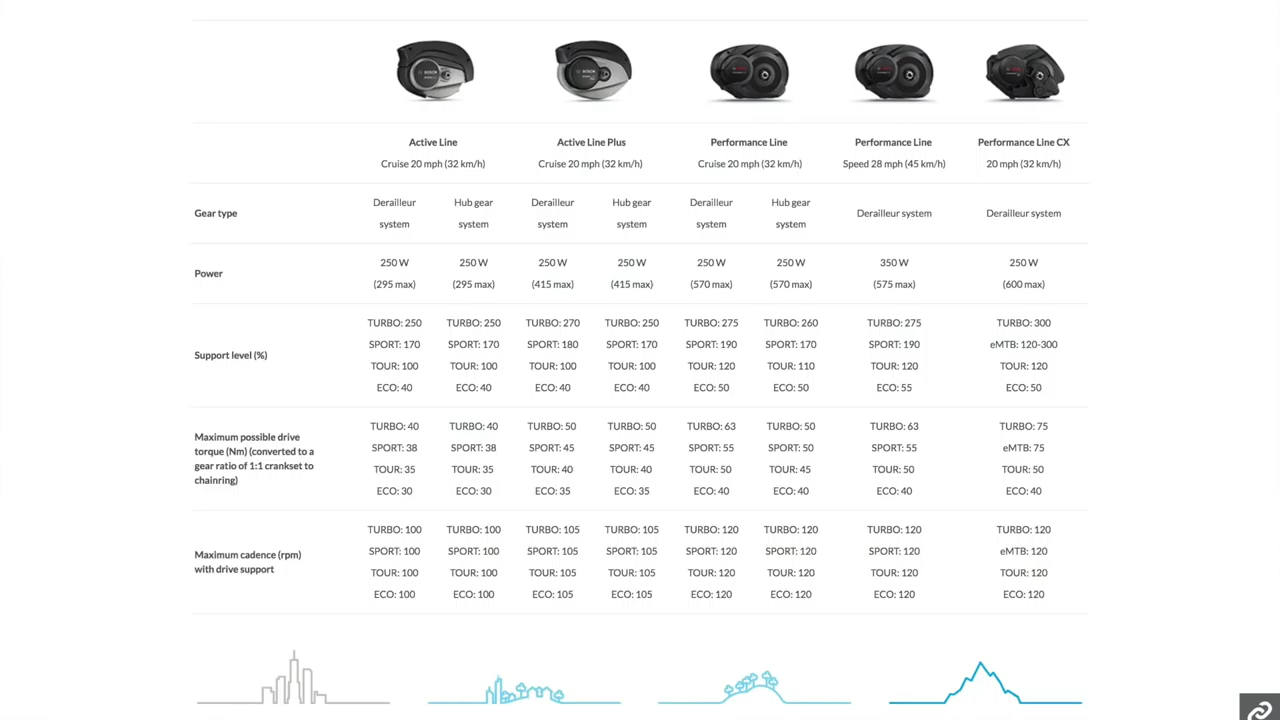 BOSCH
BOSCH
Active Line
Active Line Plus
Performance Line
Performance Line
Performance Line CX
Cruise 20 mph (32 km/h)
Cruise 20 mph (32 km/h)
Cruise 20 mph (32 km/h)
Speed 28 mph (45 km/h)
20 mph (32 km/h)
Gear type
Derailleur system
Hub gear system
Derailleur system
Hub gear system
Derailleur system
Hub gear system
Derailleur system
Derailleur system
Power
250 W (295 max)
250 W (295 max)
250 W (415 max)
250 W (415 max)
250 W (570 max)
250 W (570 max)
350 W (575 max)
250 W (600 max)
Support level (%)
TURBO: 250 TURBO: 250 TURBO: 270 TURBO: 250 TURBO: 275 TURBO: 260 TURBO: 275 TURBO: 300
SPORT: 170 SPORT: 170 SPORT: 180 SPORT: 170 SPORT: 190 SPORT: 170 SPORT: 190 eMTB: 120-300
TOUR: 100 TOUR: 100 TOUR: 100 TOUR: 100 TOUR: 120 TOUR: 110 TOUR: 120 TOUR: 120
ECO: 40 ECO: 40 ECO: 40 ECO: 40 ECO: 50 ECO: 50 ECO: 55 ECO: 50
Maximum possible drive
torque (Nm) (converted to a
gear ratio of 1:1 crankset to
chainring)
TURBO: 40 TURBO: 40 TURBO: 50 TURBO: 50 TURBO: 63 TURBO: 50 TURBO: 63 TURBO: 75
SPORT: 38 SPORT: 38 SPORT: 45 SPORT: 45 SPORT: 55 SPORT: 50 SPORT: 55 eMTB: 75
TOUR: 35 TOUR: 35 TOUR: 40 TOUR: 40 TOUR: 50 TOUR: 45 TOUR: 50 TOUR: 50
ECO: 30 ECO: 30 ECO: 35 ECO: 35 ECO: 40 ECO: 40 ECO: 40 ECO: 40
Maximum cadence (rpm)
with drive support
TURBO: 100 TURBO: 100 TURBO: 105 TURBO: 105 TURBO: 120 TURBO: 120 TURBO: 120 TURBO: 120
SPORT: 100 SPORT: 100 SPORT: 105 SPORT: 105 SPORT: 120 SPORT: 120 SPORT: 120 eMTB: 120
TOUR: 100 TOUR: 100 TOUR: 105 TOUR: 105 TOUR: 120 TOUR: 120 TOUR: 120 TOUR: 120
ECO: 100 ECO: 100 ECO: 105 ECO: 105 ECO: 120 ECO: 120 ECO: 120 ECO: 120